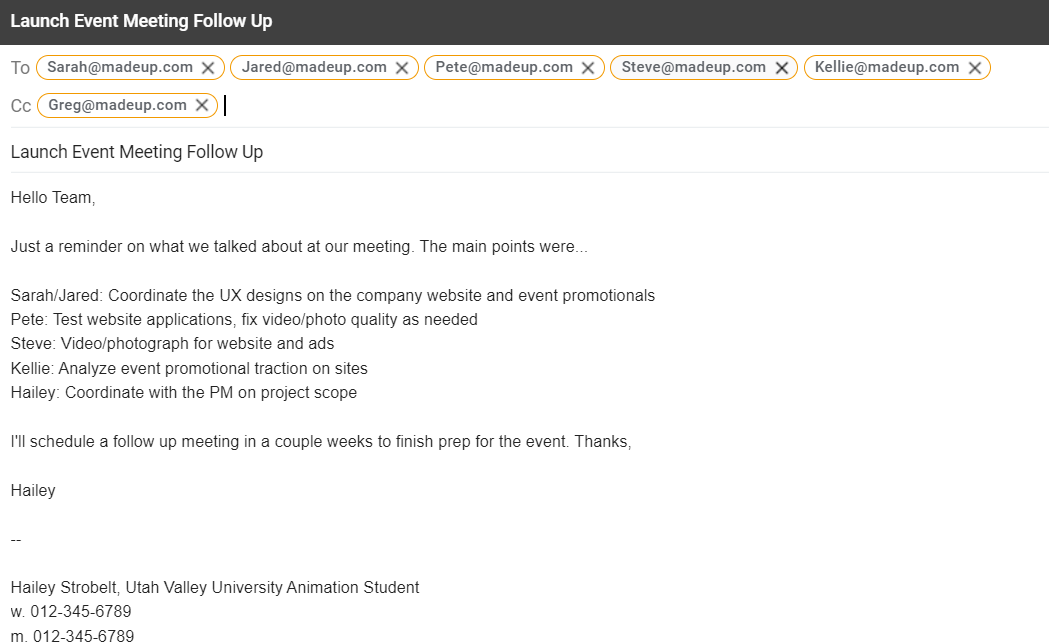 Launch Event Meeting Follow Up
To Sarah@madeup.com Jared@madeup.com Pete@madeup.com Steve@madeup.com Kellie@madeup.com
Cc Greg@madeup.com
Launch Event Meeting Follow Up
Hello Team,
Just a reminder on what we talked about at our meeting. The main points were...
Sarah/Jared: Coordinate the UX designs on the company website and event promotionals
Pete: Test website applications, fix video/photo quality as needed
Steve: Video/photograph for website and ads
Kellie: Analyze event promotional traction on sites
Hailey: Coordinate with the PM on project scope
I'll schedule a follow up meeting in a couple weeks to finish prep for the event. Thanks,
Hailey
--
Hailey Strobelt, Utah Valley University Animation Student
w. 012-345-6789
m. 012-345-6789